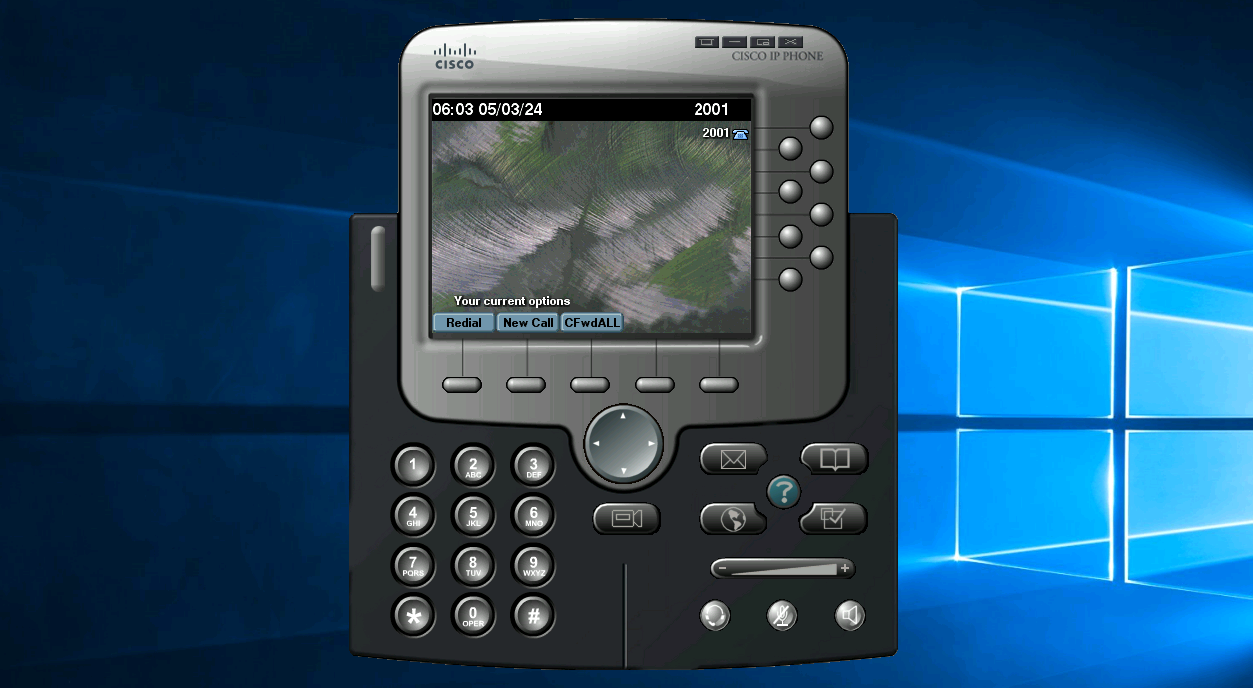 CISCO
CISCO IP PHONE
06:03 05/03/24 2001
2001
Your current options
Redial New Call CFwdALL
1
2
ABC
3
DEF
4
GHI
5
JKL
6
MNO
7
PQRS
8
TUV
9
WXYZ
*
0
OPER
#
?
- +